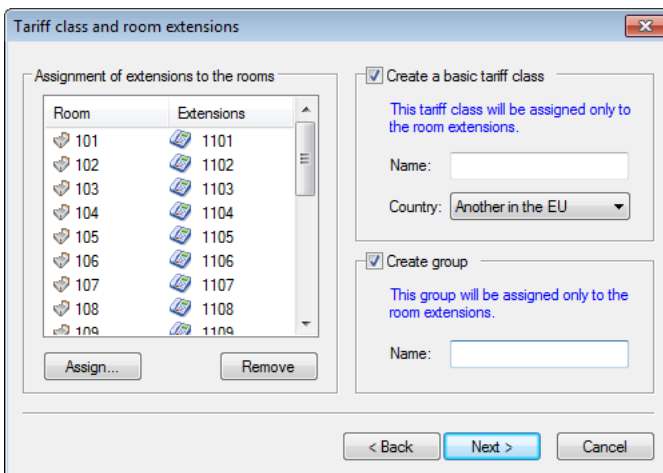 Tariff class and room extensions
Assignment of extensions to the rooms
Room Extensions
101 1101
102 1102
103 1103
104 1104
105 1105
106 1106
107 1107
108 1108
109 1109
Assign...
Remove
Create a basic tariff class
This tariff class will be assigned only to
the room extensions.
Name:
Country: Another in the EU
Create group
This group will be assigned only to the
room extensions.
Name:
< Back
Next >
Cancel